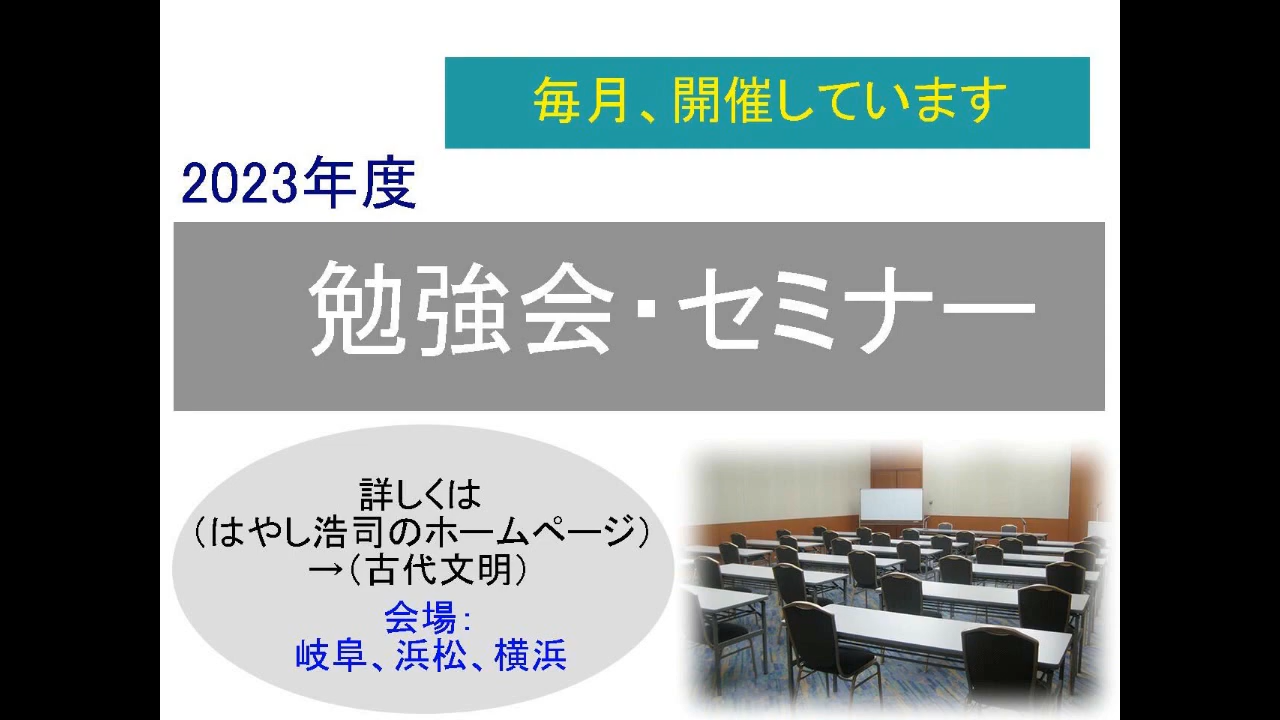 毎月、開催しています
2023年度
勉強会・セミナー
詳しくは
（はやし浩司のホームページ）
→（古代文明）
会場：
岐阜、浜松、横浜